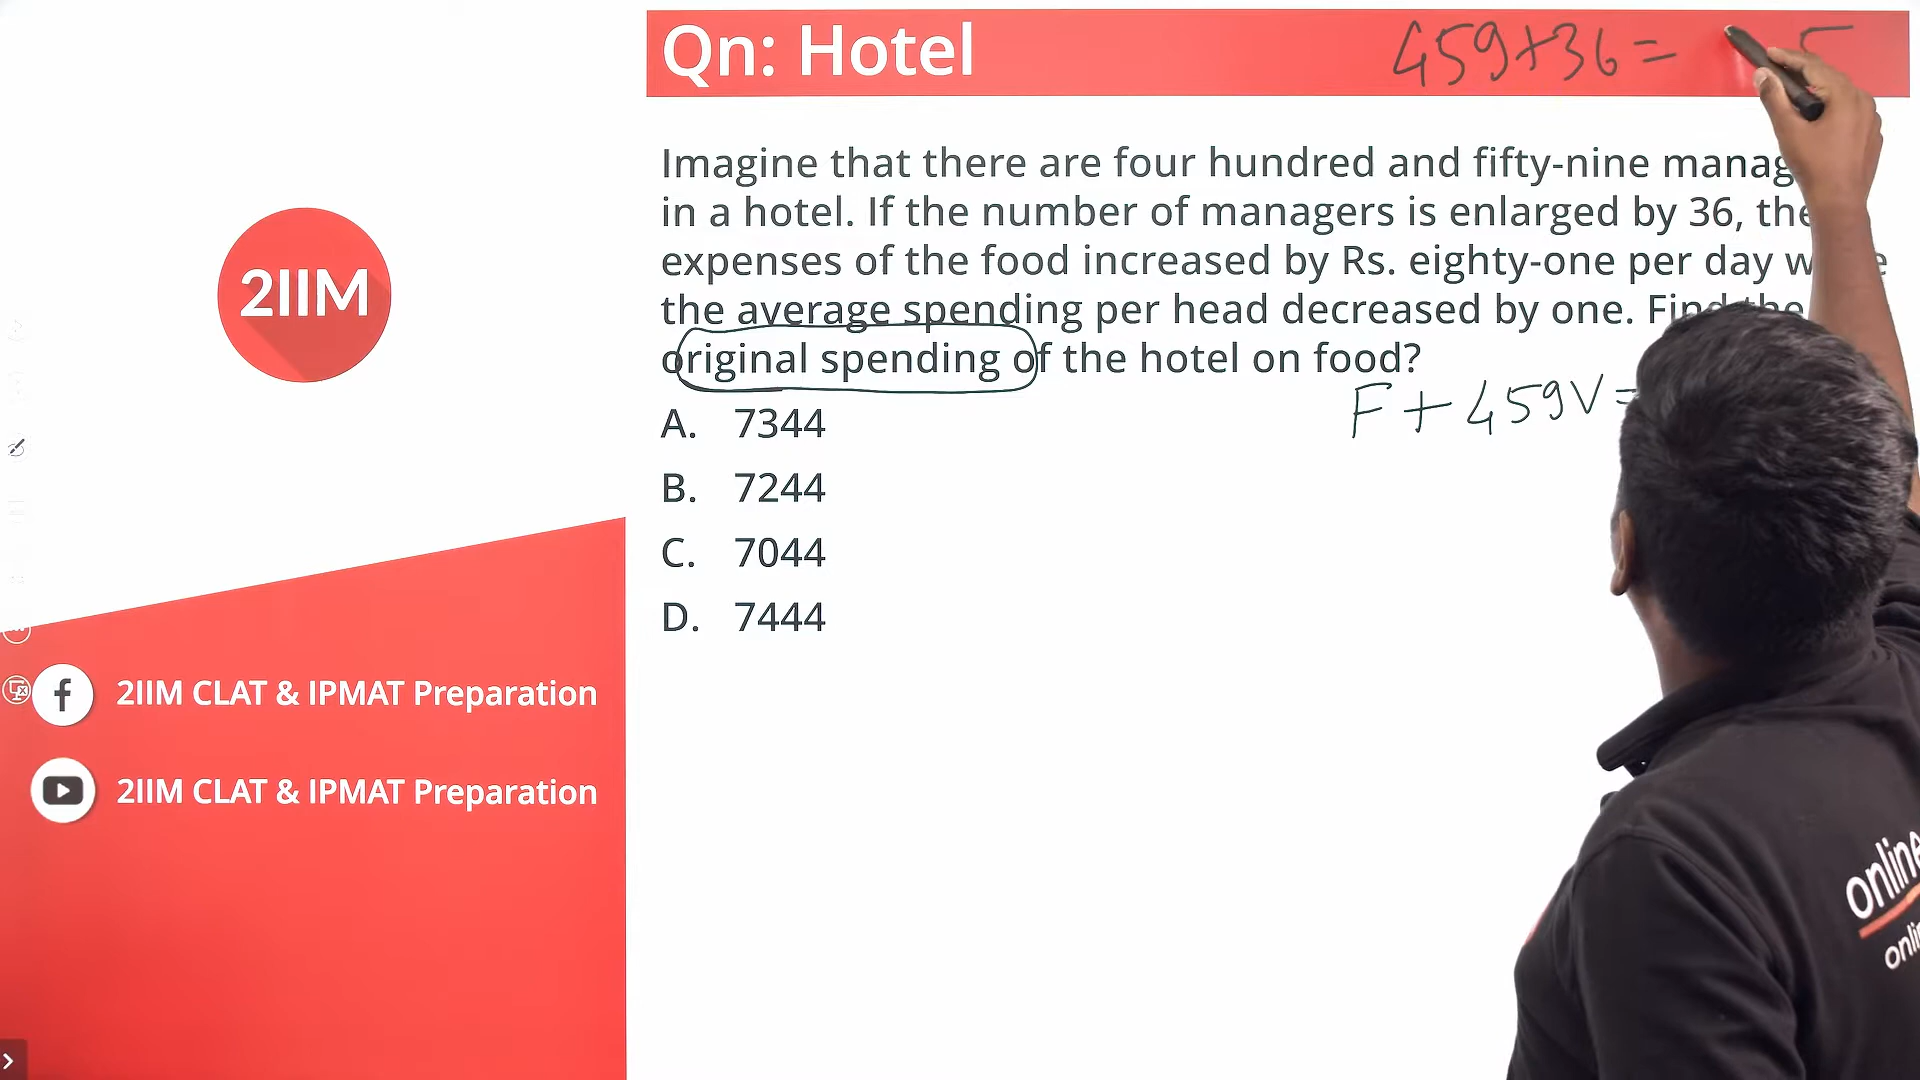 Qn: Hotel
459+36= 5
Imagine that there are four hundred and fifty-nine manag
in a hotel. If the number of managers is enlarged by 36, the
expenses of the food increased by Rs. eighty-one per day
the average spending per head decreased by one. Find the
original spending of the hotel on food?
F+459V=
A. 7344
B. 7244
C. 7044
D. 7444
2IIM
2IIM CLAT & IPMAT Preparation
2IIM CLAT & IPMAT Preparation
online